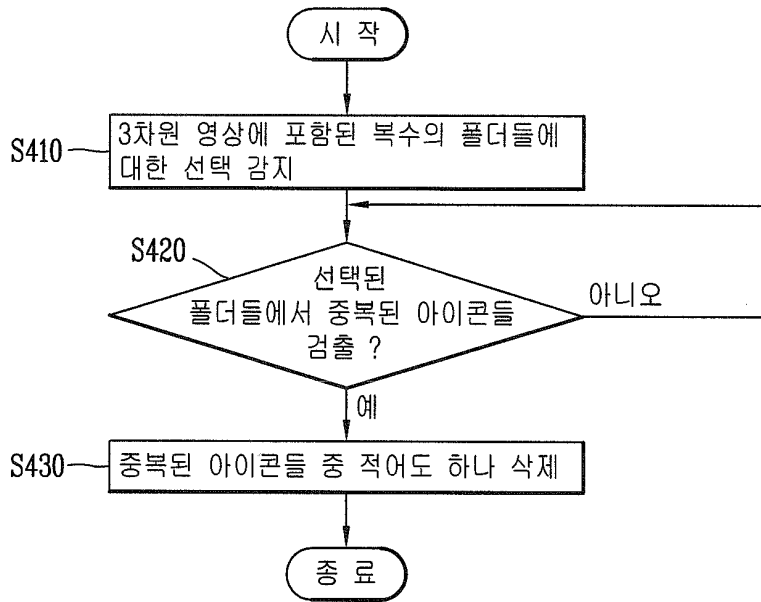 시 작
S410
3차원 영상에 포함된 복수의 폴더들에
대한 선택 감지
S420
선택된
폴더들에서 중복된 아이콘들
검출 ?
아니오
예
S430
중복된 아이콘들 중 적어도 하나 삭제
종 료